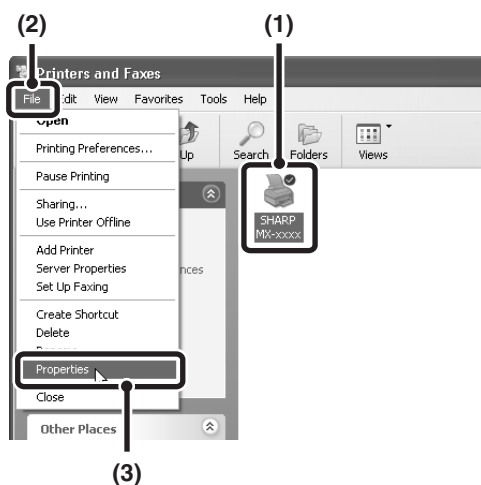 (2) (1)
Printers and Faxes
File Edit View Favorites Tools Help
Open
Up Search Folders Views
Printing Preferences...
Pause Printing
Sharing...
Use Printer Offline
SHARP
MX-xxxx
Add Printer
Server Properties
nces
Set Up Faxing
Create Shortcut
Delete
Rename
Properties
Close
Other Places
(3)